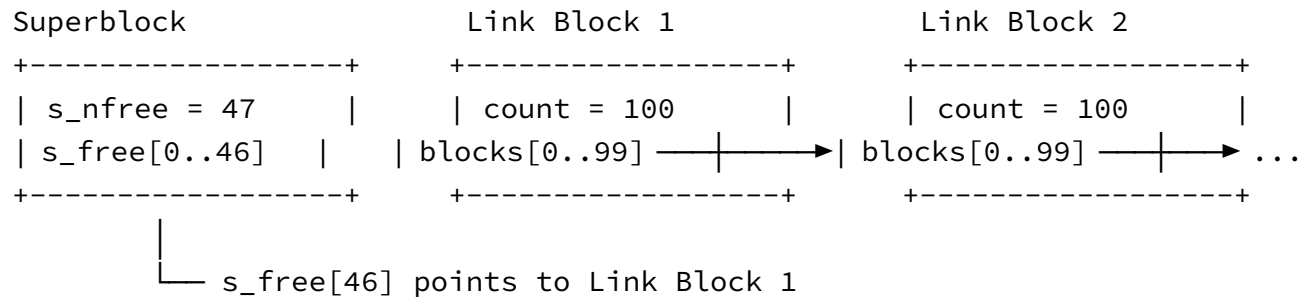 Superblock Link Block 1 Link Block 2
+------------------+ +------------------+ +------------------+
| s_nfree = 47 | | count = 100 | | count = 100 |
| s_free[0..46] | | blocks[0..99] ───┼─────►| blocks[0..99] ───┼───► ...
+------------------+ +------------------+ +------------------+
│
└── s_free[46] points to Link Block 1